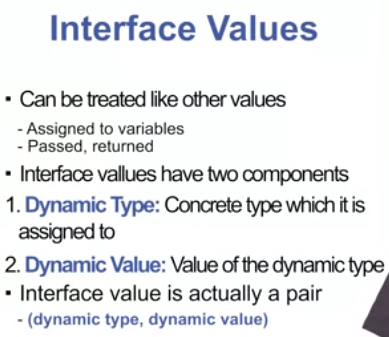 Interface Values
▪ Can be treated like other values
- Assigned to variables
- Passed, returned
▪ Interface vallues have two components
1. Dynamic Type: Concrete type which it is
assigned to
2. Dynamic Value: Value of the dynamic type
▪ Interface value is actually a pair
- (dynamic type, dynamic value)